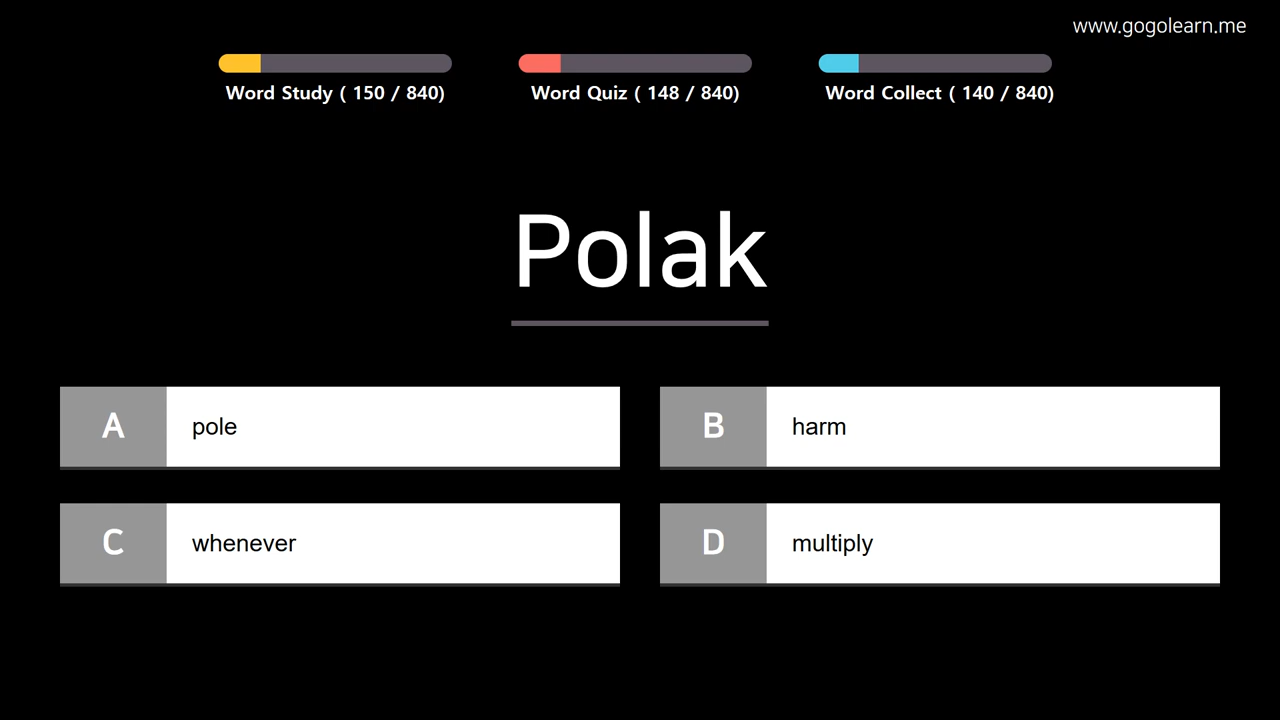 www.gogolearn.me
Word Study ( 150 / 840)
Word Quiz ( 148 / 840)
Word Collect ( 140 / 840)
Polak
A pole
B harm
C whenever
D multiply